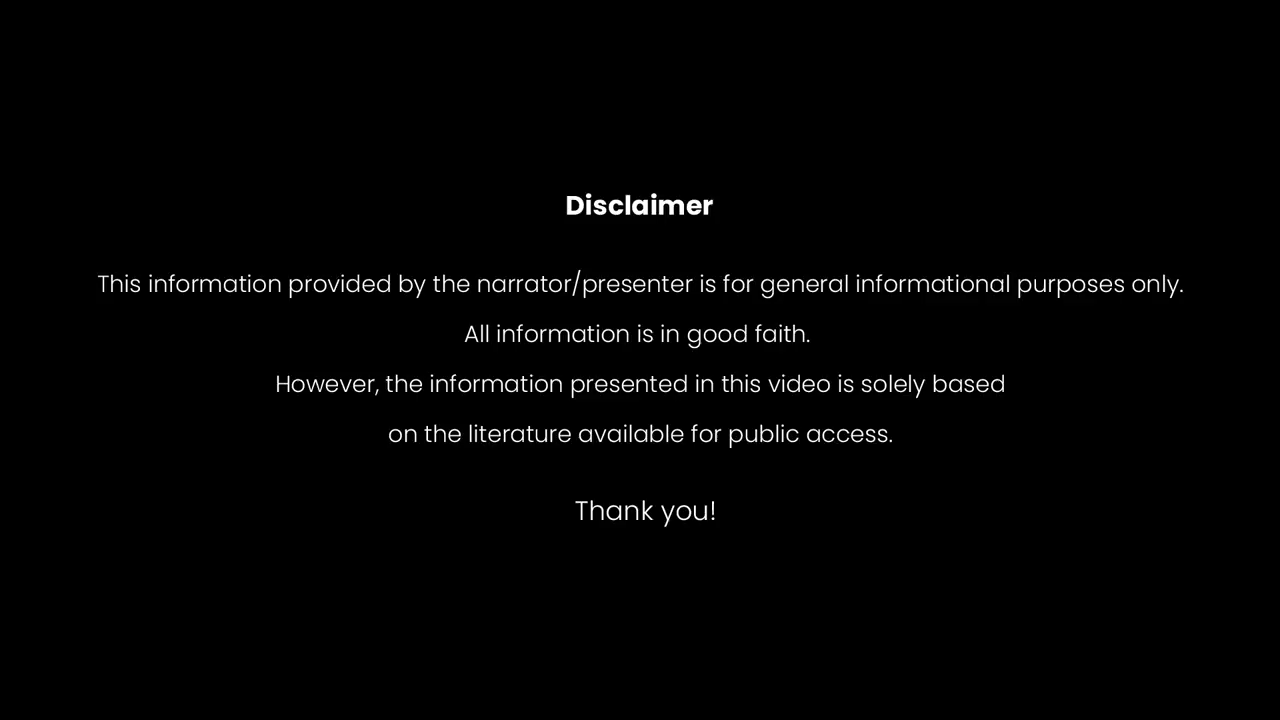 Disclaimer
This information provided by the narrator/presenter is for general informational purposes only.
All information is in good faith.
However, the information presented in this video is solely based
on the literature available for public access.
Thank you!